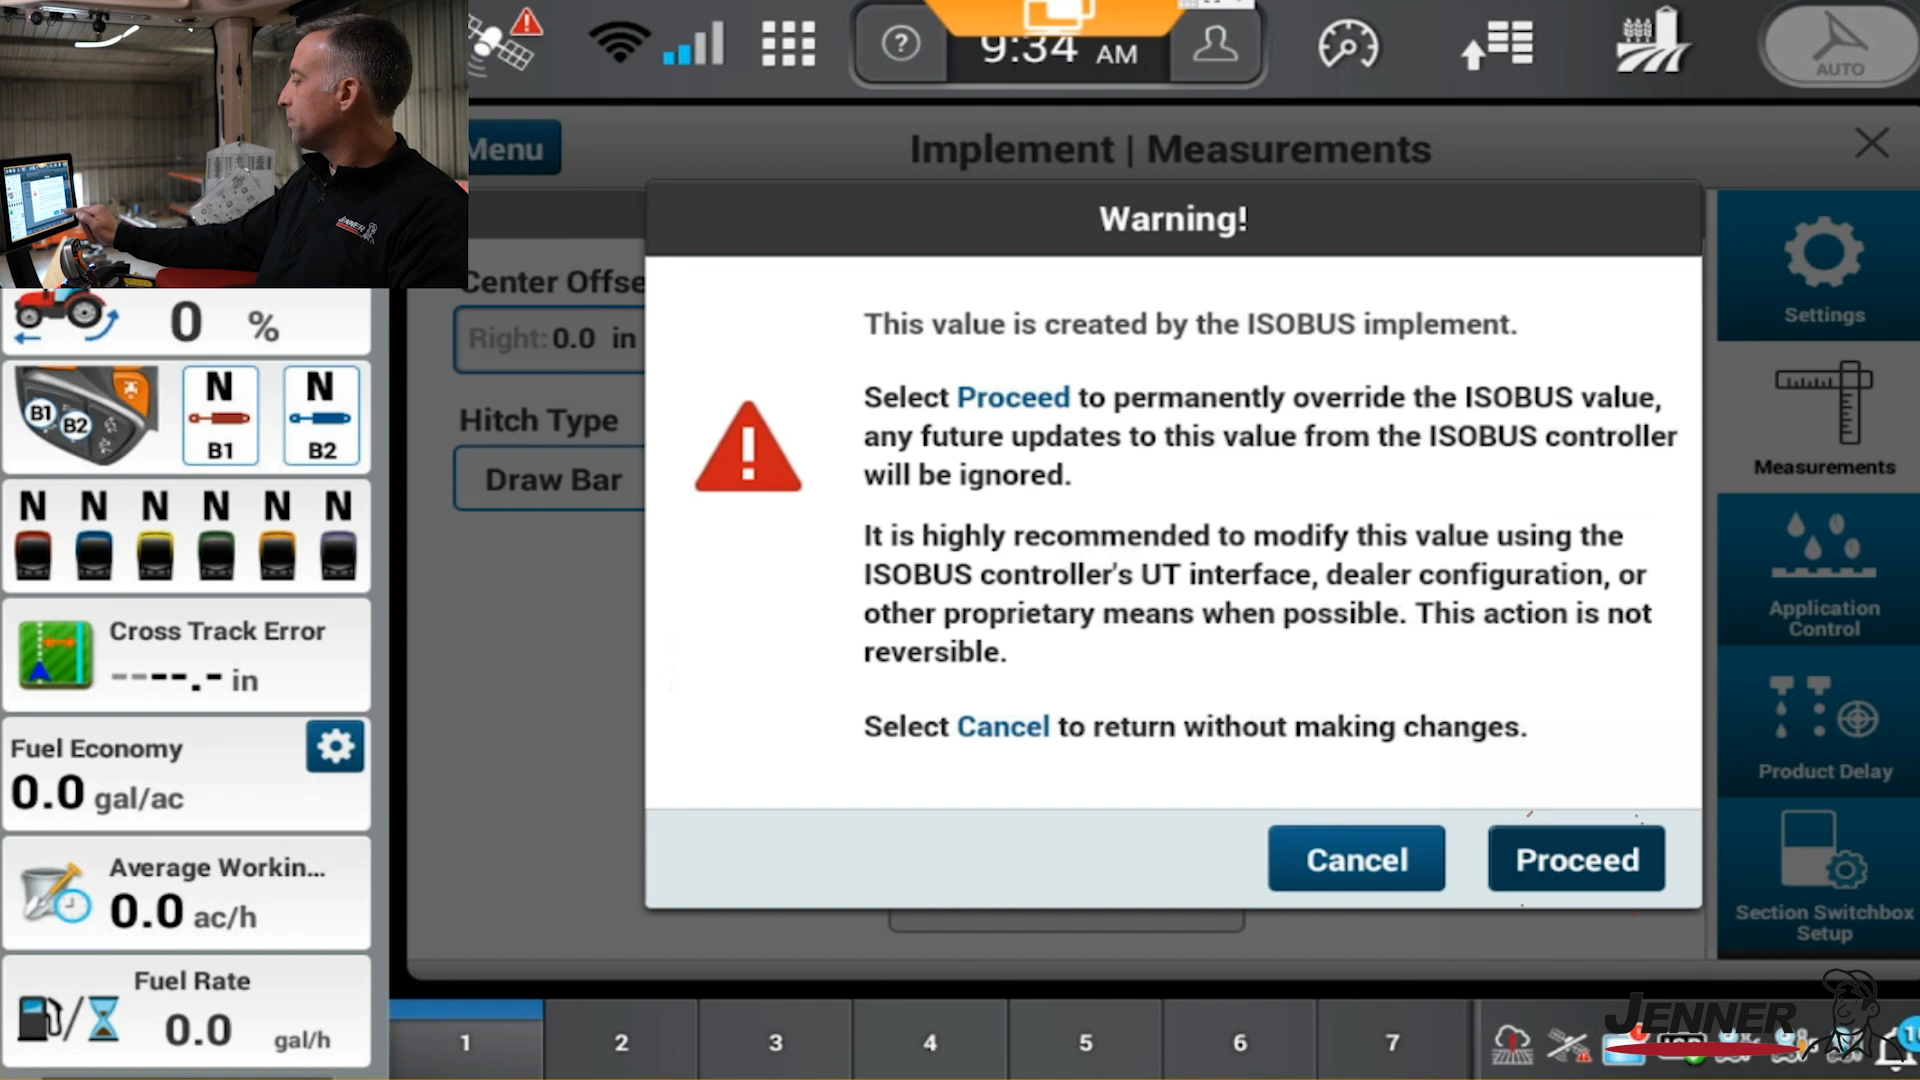 9:34 AM
AUTO
Menu
Implement | Measurements
JENNER
Warning!
Settings
Center Offse
This value is created by the ISOBUS implement.
Right: 0.0 in
0 %
Select Proceed to permanently override the ISOBUS value,
any future updates to this value from the ISOBUS controller
will be ignored.
B1 B2
N
B1
N
B2
Hitch Type
Draw Bar
Measurements
N N N N N N
It is highly recommended to modify this value using the
ISOBUS controller's UT interface, dealer configuration, or
other proprietary means when possible. This action is not
reversible.
Application
Control
Cross Track Error
----.- in
Select Cancel to return without making changes.
Fuel Economy
0.0 gal/ac
Product Delay
Cancel
Proceed
Average Workin...
0.0 ac/h
Section Switchbox
Setup
Fuel Rate
0.0 gal/h
1 2 3 4 5 6 7
JENNER